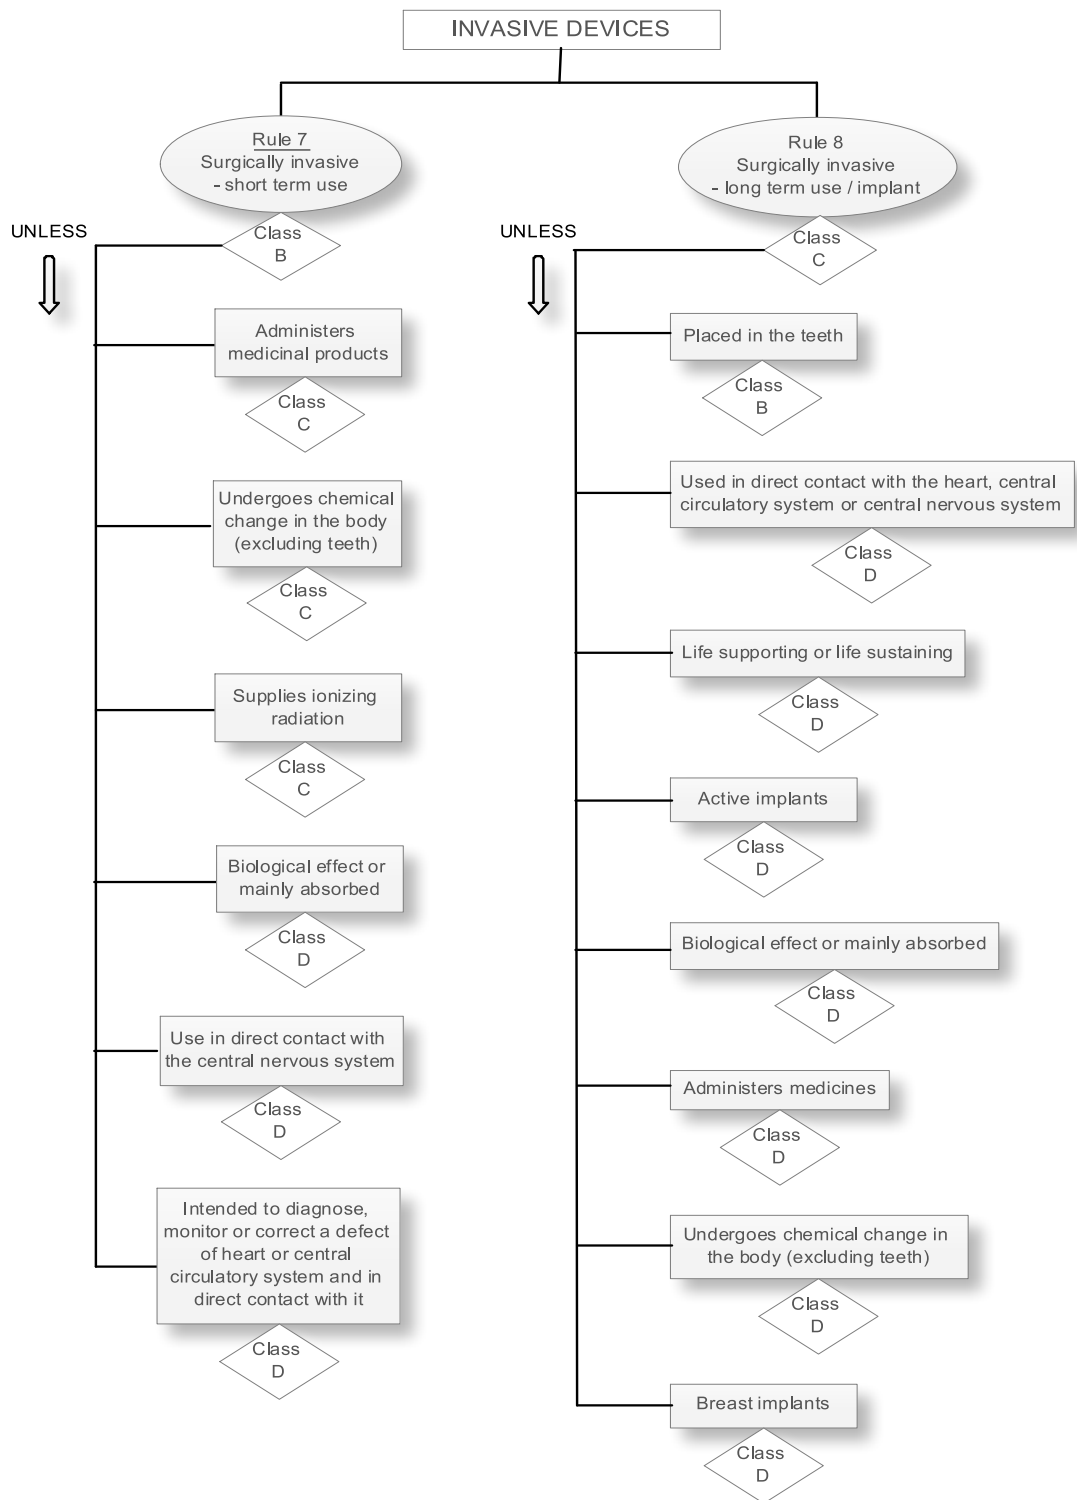 INVASIVE DEVICES
Rule 7
Surgically invasive
- short term use
UNLESS
Class
B
Administers
medicinal products
Class
C
Undergoes chemical
change in the body
(excluding teeth)
Class
C
Supplies ionizing
radiation
Class
C
Biological effect or
mainly absorbed
Class
D
Use in direct contact with
the central nervous system
Class
D
Intended to diagnose,
monitor or correct a defect
of heart or central
circulatory system and in
direct contact with it
Class
D
Rule 8
Surgically invasive
- long term use / implant
UNLESS
Class
C
Placed in the teeth
Class
B
Used in direct contact with the heart, central
circulatory system or central nervous system
Class
D
Life supporting or life sustaining
Class
D
Active implants
Class
D
Biological effect or mainly absorbed
Class
D
Administers medicines
Class
D
Undergoes chemical change in
the body (excluding teeth)
Class
D
Breast implants
Class
D